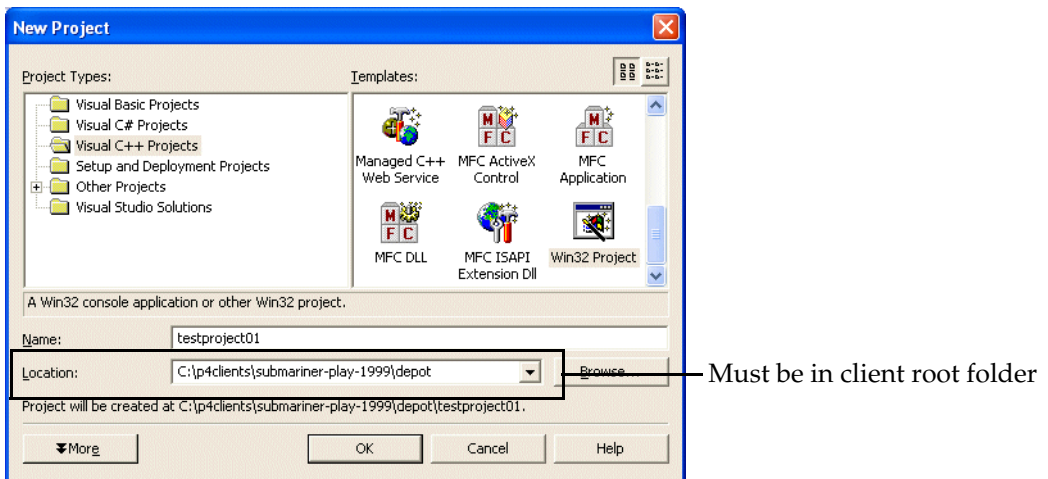 New Project
Project Types:
Templates:
Visual Basic Projects
Visual C# Projects
Visual C++ Projects
Setup and Deployment Projects
Other Projects
Visual Studio Solutions
Managed C++ Web Service
MFC ActiveX Control
MFC Application
MFC DLL
MFC ISAPI Extension Dll
Win32 Project
A Win32 console application or other Win32 project.
Name:
testproject01
Location:
C:\p4clients\submariner-play-1999\depot
Browse...
Must be in client root folder
Project will be created at C:\p4clients\submariner-play-1999\depot\testproject01.
More
OK
Cancel
Help